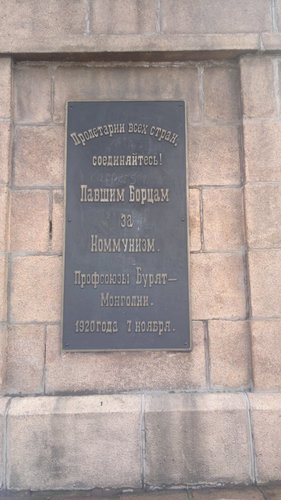 Пролетарии всех стран,
соединяйтесь!
Павшим Борцам
за
Коммунизм.
Профсоюзы Бурят—
Монголии.
1920 года 7 ноября.